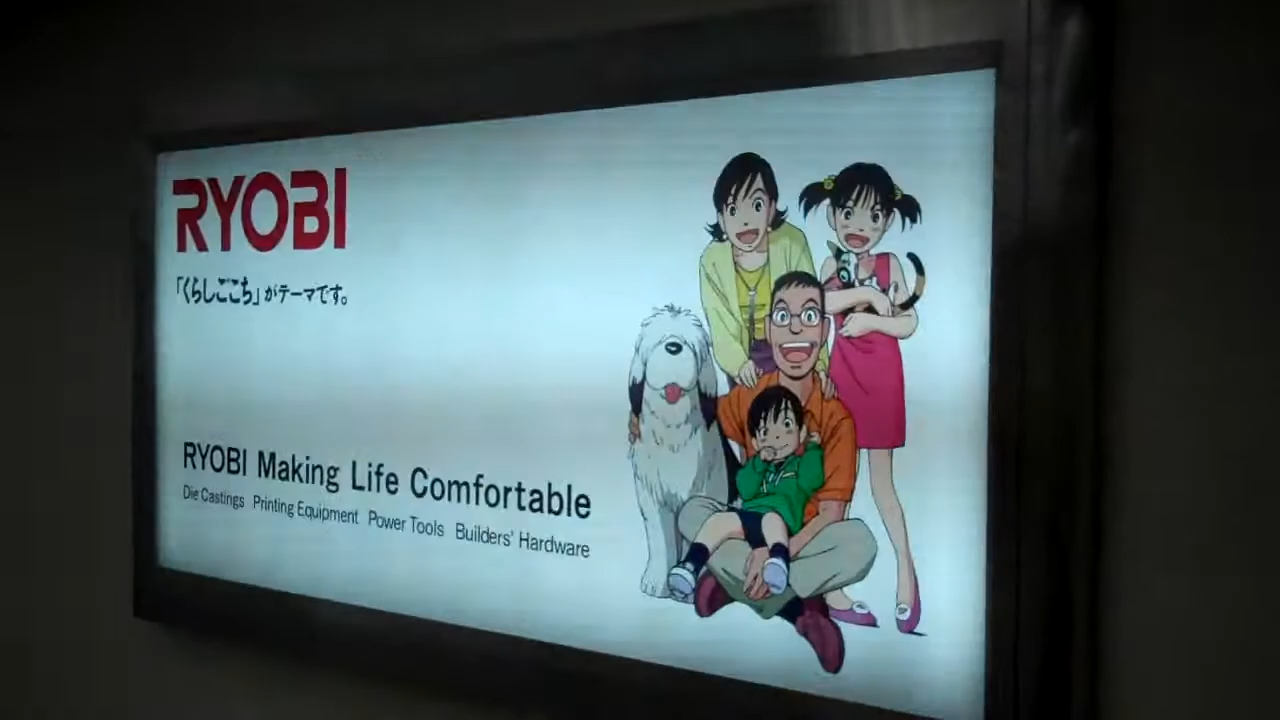 RYOBI
「くらしごこち」がテーマです。
RYOBI Making Life Comfortable
Die Castings Printing Equipment Power Tools Builders' Hardware